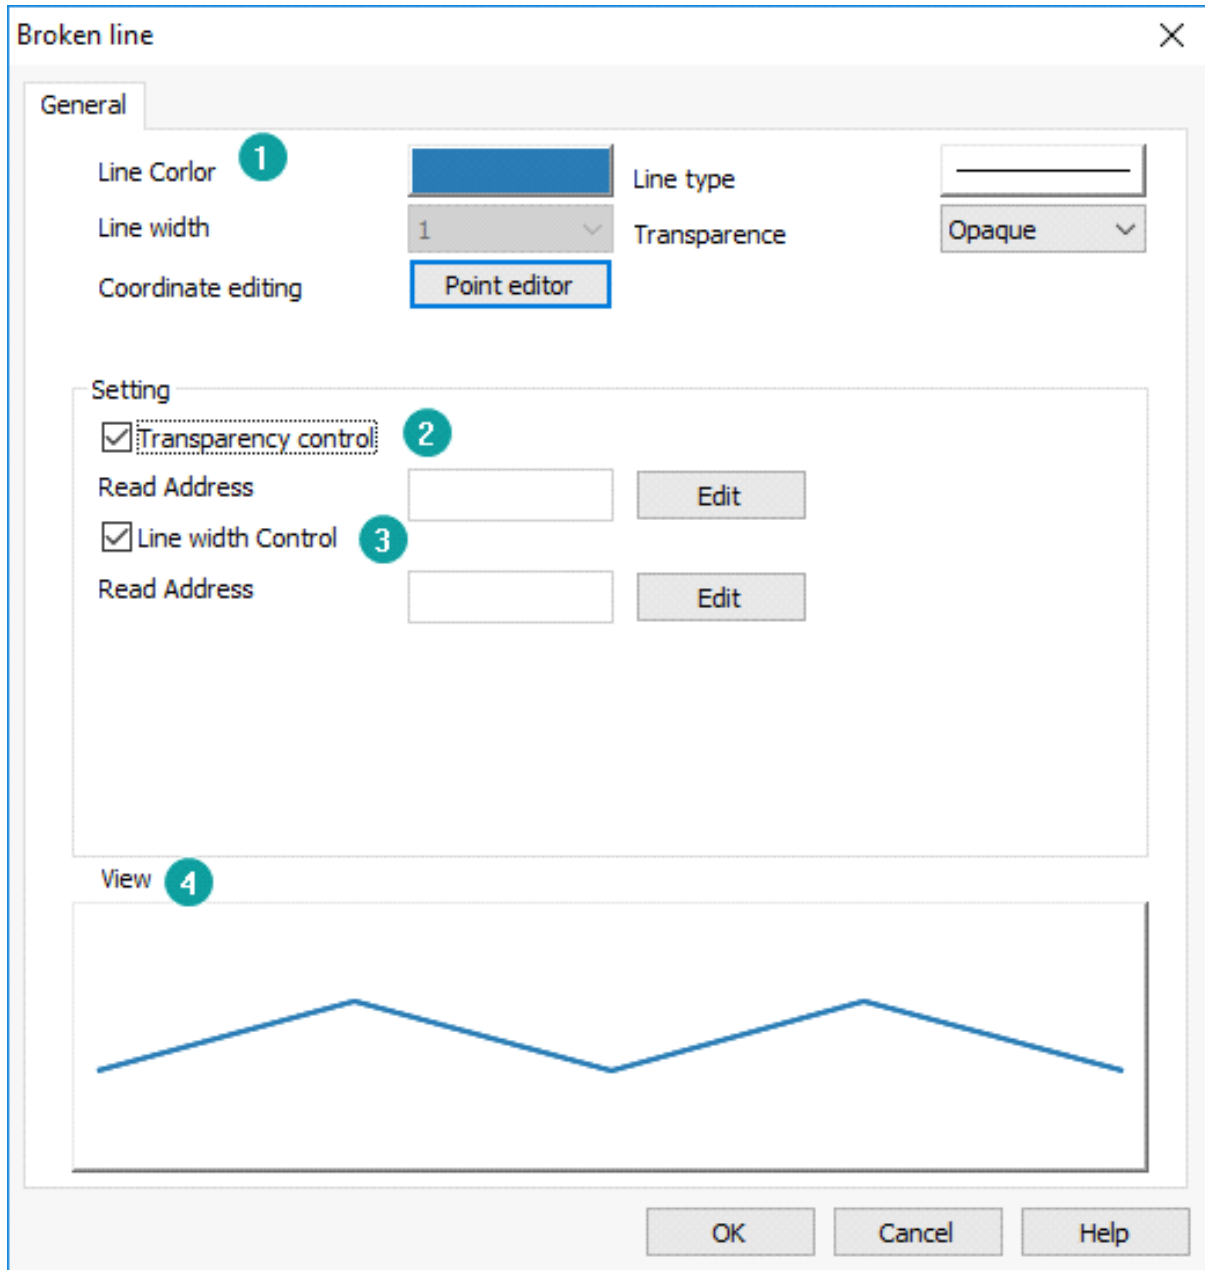 Broken line
General
Line Corlor 1 Line type
Line width 1 Transparence Opaque
Coordinate editing Point editor
Setting
Transparency control 2
Read Address Edit
Line width Control 3
Read Address Edit
View 4
OK Cancel Help